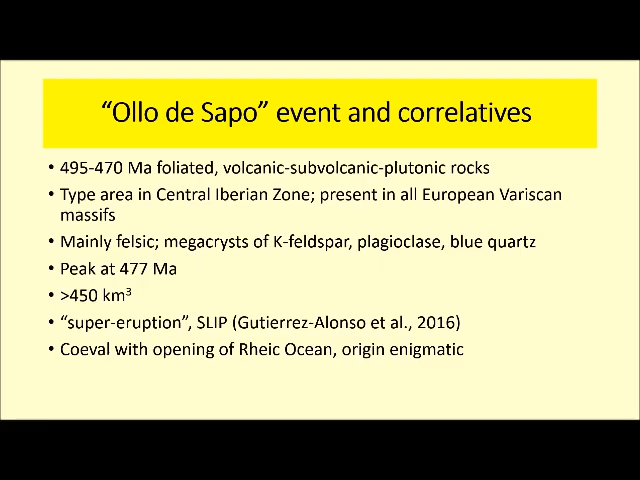 “Ollo de Sapo” event and correlatives
• 495-470 Ma foliated, volcanic-subvolcanic-plutonic rocks
• Type area in Central Iberian Zone; present in all European Variscan
massifs
• Mainly felsic; megacrysts of K-feldspar, plagioclase, blue quartz
• Peak at 477 Ma
• >450 km³
• “super-eruption”, SLIP (Gutierrez-Alonso et al., 2016)
• Coeval with opening of Rheic Ocean, origin enigmatic